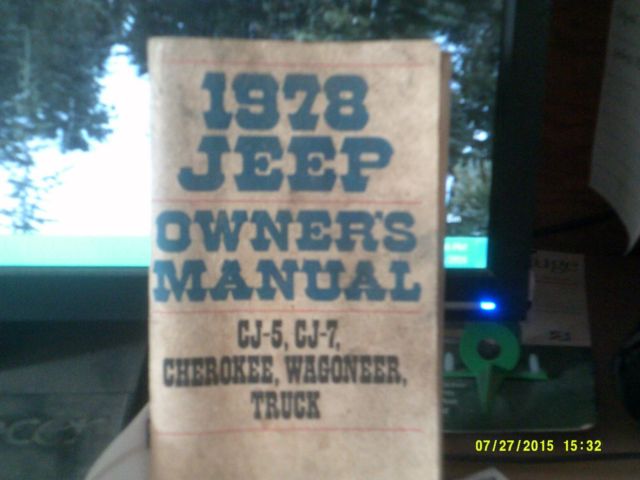 1978
JEEP
OWNER'S
MANUAL
CJ-5, CJ-7,
CHEROKEE, WAGONEER,
TRUCK
07/27/2015 15:32